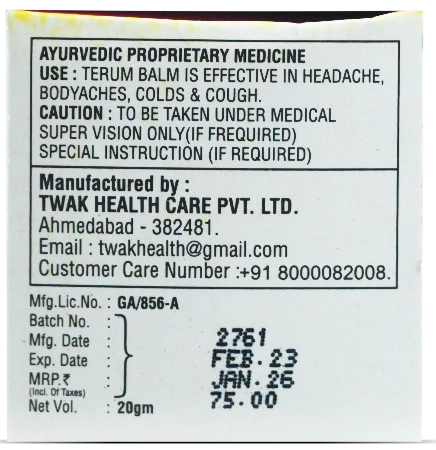 AYURVEDIC PROPRIETARY MEDICINE
USE : TERUM BALM IS EFFECTIVE IN HEADACHE,
BODYACHES, COLDS & COUGH.
CAUTION : TO BE TAKEN UNDER MEDICAL
SUPER VISION ONLY(IF FREQUIRED)
SPECIAL INSTRUCTION (IF REQUIRED)
Manufactured by :
TWAK HEALTH CARE PVT. LTD.
Ahmedabad - 382481.
Email : twakhealth@gmail.com
Customer Care Number :+91 8000082008.
Mfg.Lic.No. : GA/856-A
Batch No. : 2761
Mfg. Date : FEB. 23
Exp. Date : JAN. 26
MRP.₹ : 75.00
(Incl. Of Taxes)
Net Vol. : 20gm